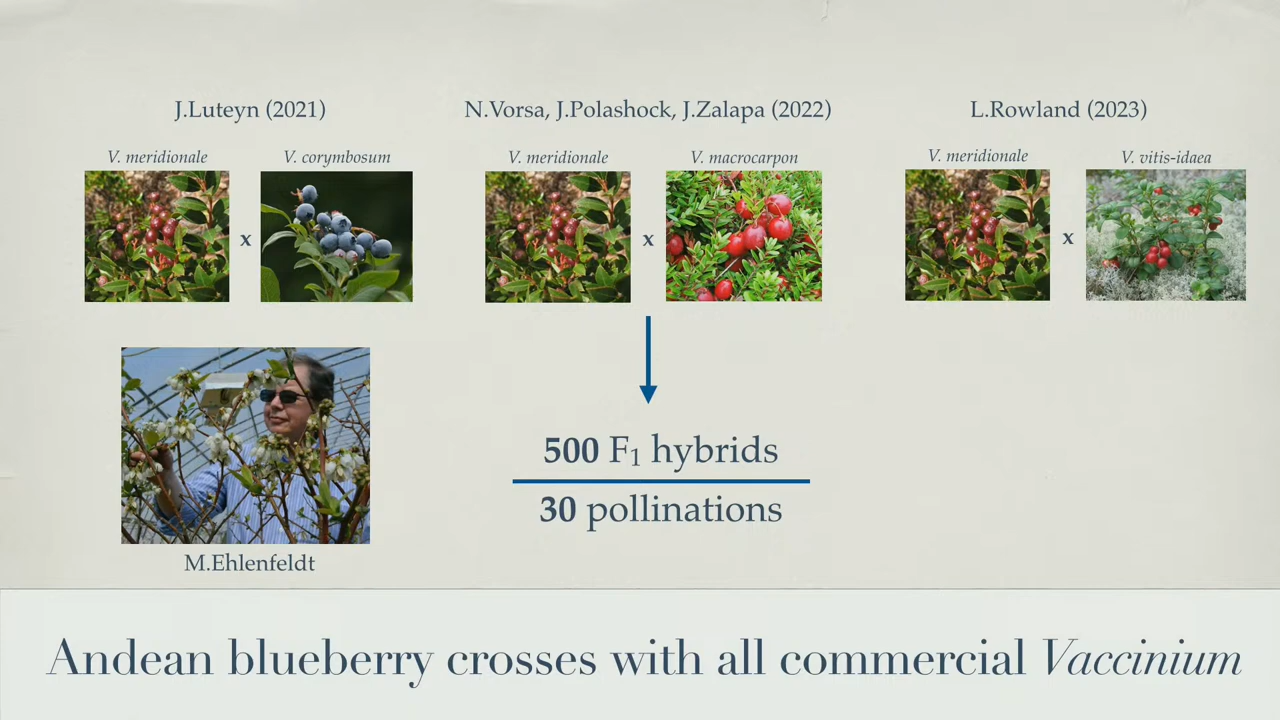 J.Luteyn (2021)
N.Vorsa, J.Polashock, J.Zalapa (2022)
L.Rowland (2023)
V. meridionale
V. corymbosum
V. meridionale
V. macrocarpon
V. meridionale
V. vitis-idaea
x
x
x
500 F₁ hybrids
30 pollinations
M.Ehlenfeldt
Andean blueberry crosses with all commercial Vaccinium